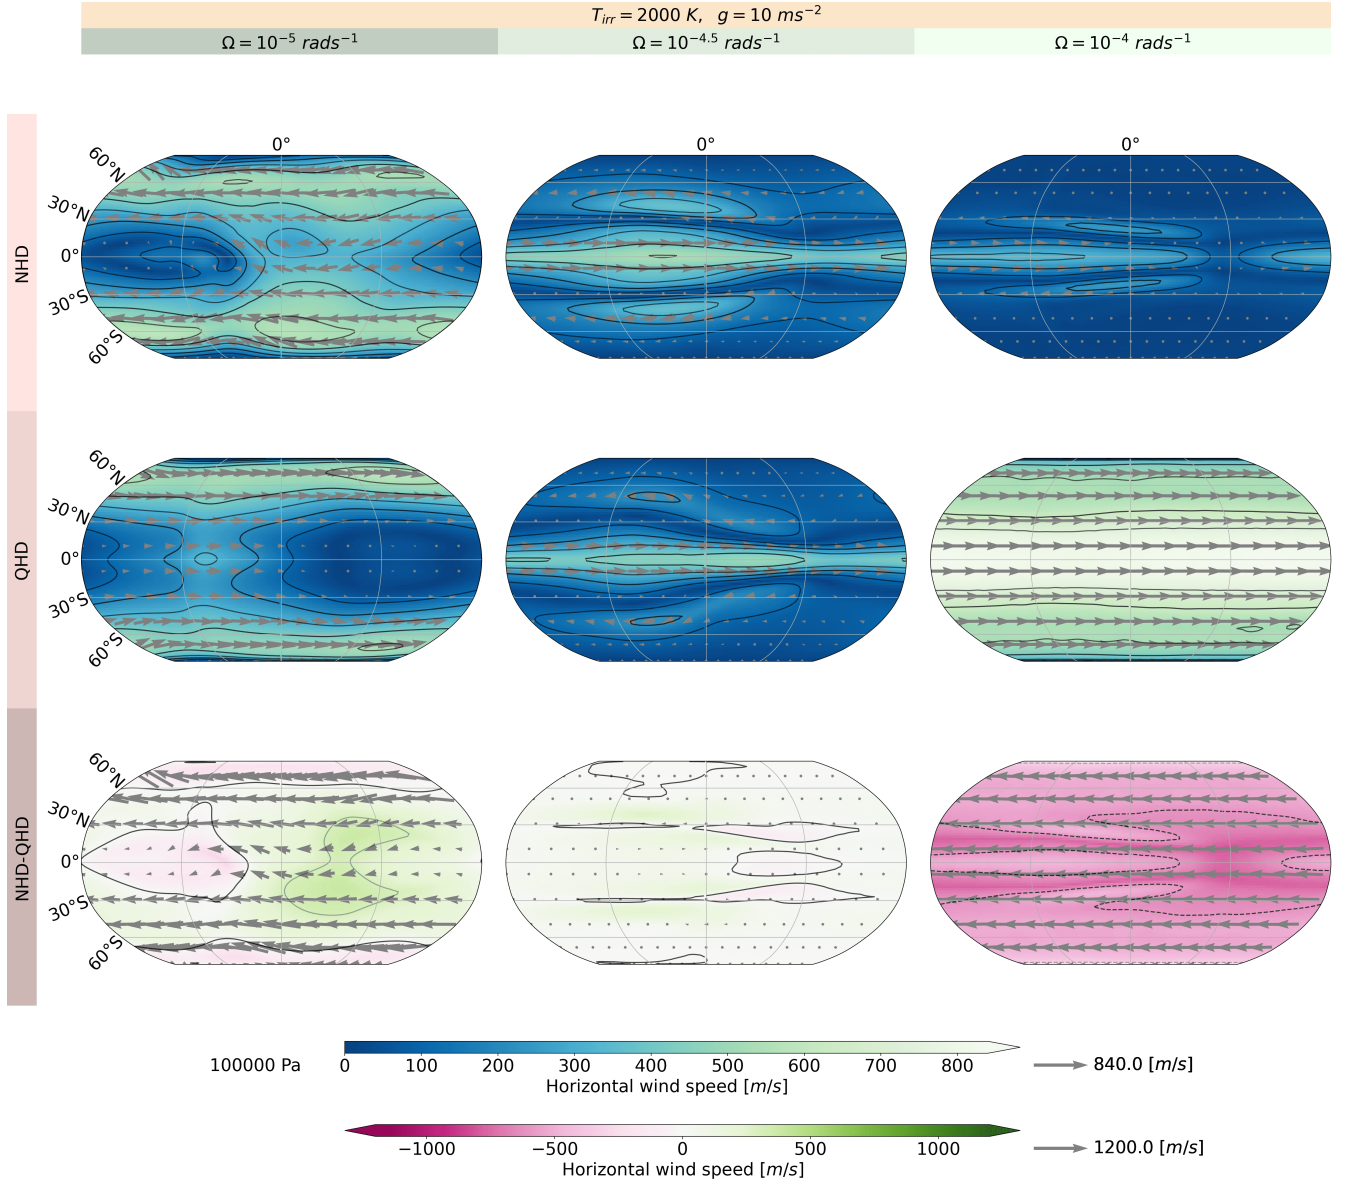 T_irr = 2000 K, g = 10 ms⁻²
Ω = 10⁻⁵ rads⁻¹
Ω = 10⁻⁴·⁵ rads⁻¹
Ω = 10⁻⁴ rads⁻¹
NHD
0°
0°
0°
60°N
30°N
0°
30°S
60°S
QHD
60°N
30°N
0°
30°S
60°S
NHD-QHD
60°N
30°N
0°
30°S
60°S
100000 Pa
0 100 200 300 400 500 600 700 800
Horizontal wind speed [m/s]
840.0 [m/s]
−1000 −500 0 500 1000
Horizontal wind speed [m/s]
1200.0 [m/s]